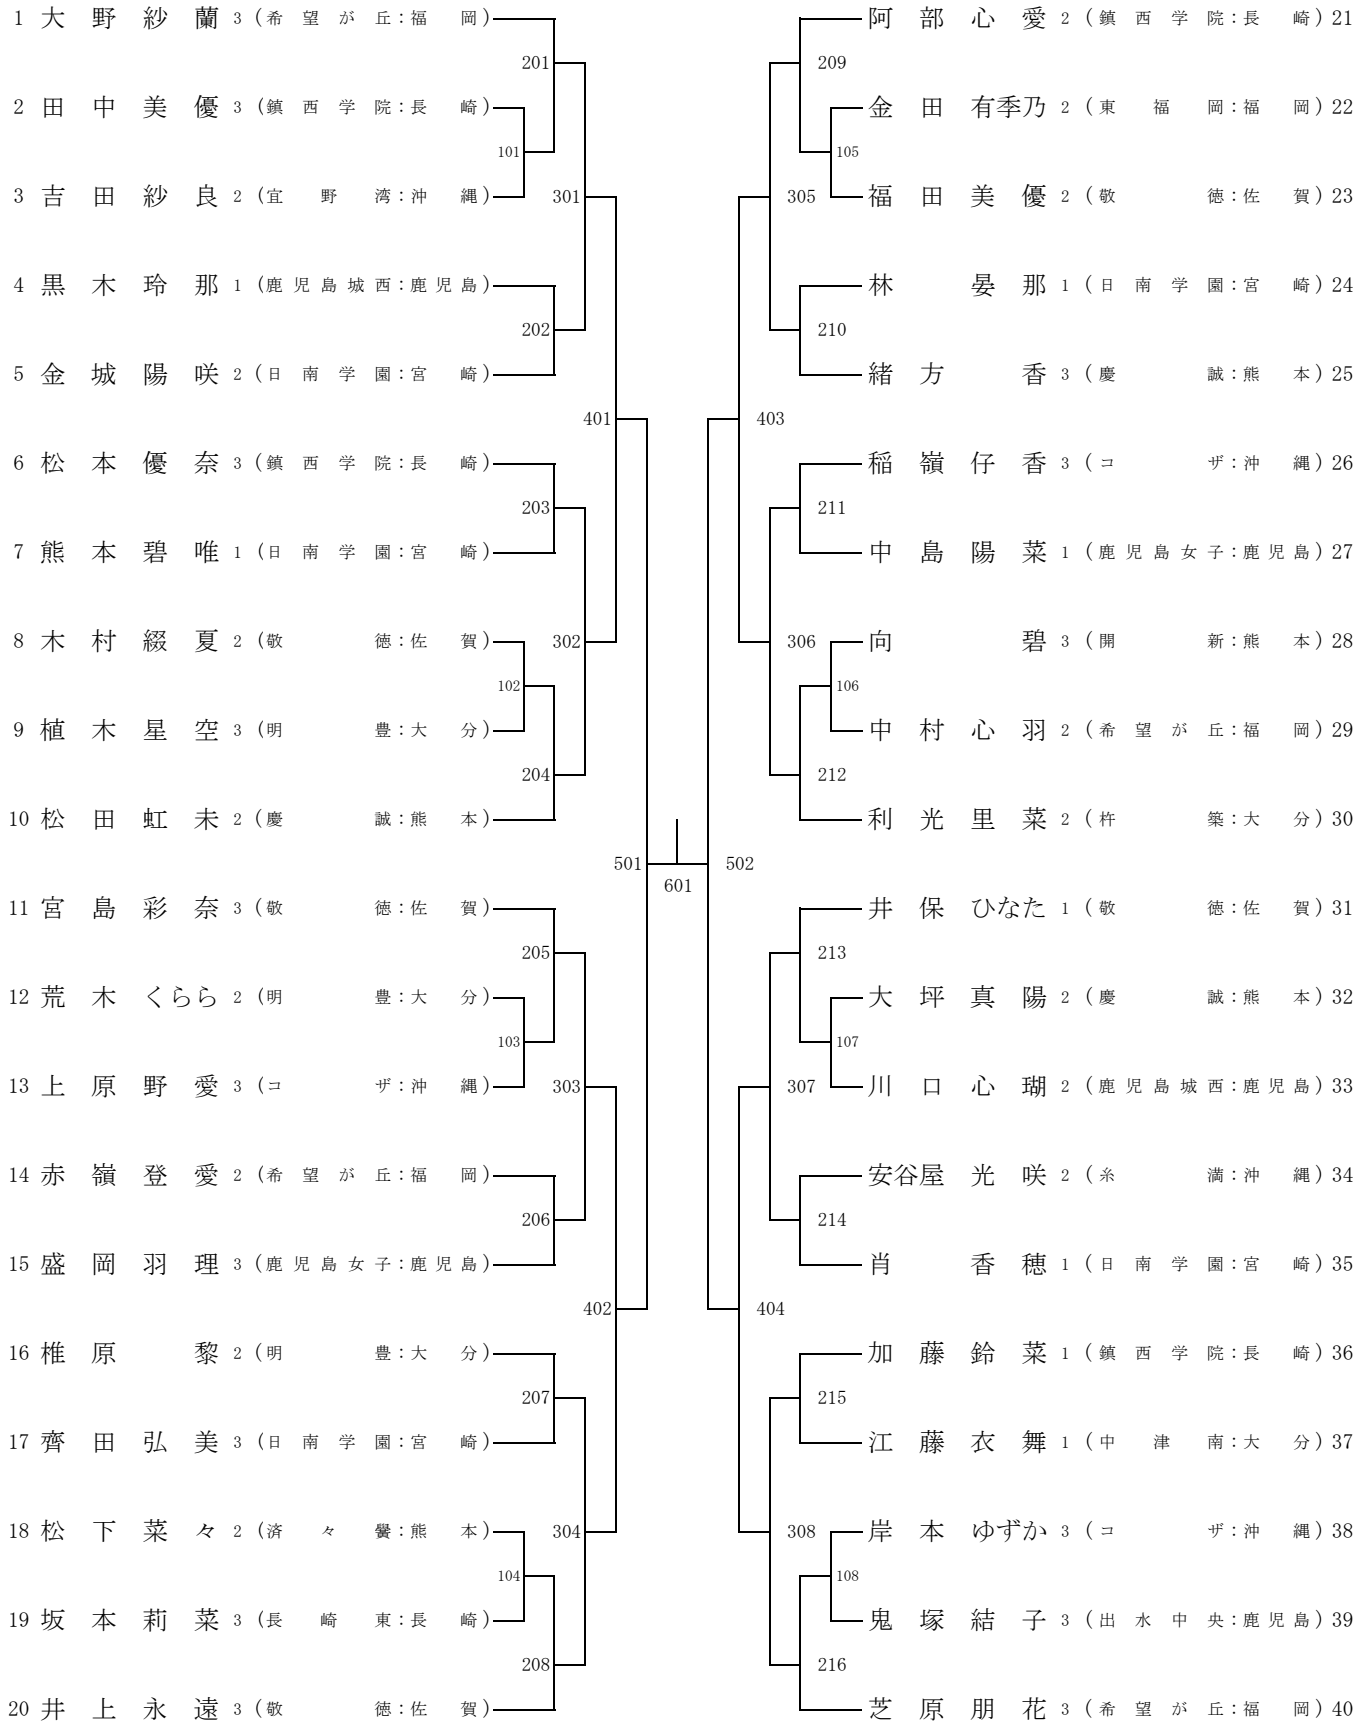 1 大野紗蘭 3 (希望が丘:福岡)
201
2 田中美優 3 (鎮西学院:長崎)
101
3 吉田紗良 2 (宜野湾:沖縄)
301
4 黒木玲那 1 (鹿児島城西:鹿児島)
202
5 金城陽咲 2 (日南学園:宮崎)
401
6 松本優奈 3 (鎮西学院:長崎)
203
7 熊本碧唯 1 (日南学園:宮崎)
8 木村綴夏 2 (敬徳:佐賀)
302
102
9 植木星空 3 (明豊:大分)
204
10 松田虹未 2 (慶誠:熊本)
501
601
11 宮島彩奈 3 (敬徳:佐賀)
205
12 荒木くらら 2 (明豊:大分)
103
13 上原野愛 3 (コザ:沖縄)
303
14 赤嶺登愛 2 (希望が丘:福岡)
206
15 盛岡羽理 3 (鹿児島女子:鹿児島)
402
16 椎原黎 2 (明豊:大分)
207
17 齊田弘美 3 (日南学園:宮崎)
18 松下菜々 2 (済々黌:熊本)
304
104
19 坂本莉菜 3 (長崎東:長崎)
208
20 井上永遠 3 (敬徳:佐賀)
阿部心愛 2 (鎮西学院:長崎) 21
209
金田有季乃 2 (東福岡:福岡) 22
105
福田美優 2 (敬徳:佐賀) 23
305
林晏那 1 (日南学園:宮崎) 24
210
緒方香 3 (慶誠:熊本) 25
403
稲嶺仔香 3 (コザ:沖縄) 26
211
中島陽菜 1 (鹿児島女子:鹿児島) 27
向碧 3 (開新:熊本) 28
306
106
中村心羽 2 (希望が丘:福岡) 29
212
利光里菜 2 (杵築:大分) 30
502
井保ひなた 1 (敬徳:佐賀) 31
213
大坪真陽 2 (慶誠:熊本) 32
107
川口心瑚 2 (鹿児島城西:鹿児島) 33
307
安谷屋光咲 2 (糸満:沖縄) 34
214
肖香穂 1 (日南学園:宮崎) 35
404
加藤鈴菜 1 (鎮西学院:長崎) 36
215
江藤衣舞 1 (中津南:大分) 37
岸本ゆずか 3 (コザ:沖縄) 38
308
108
鬼塚結子 3 (出水中央:鹿児島) 39
216
芝原朋花 3 (希望が丘:福岡) 40